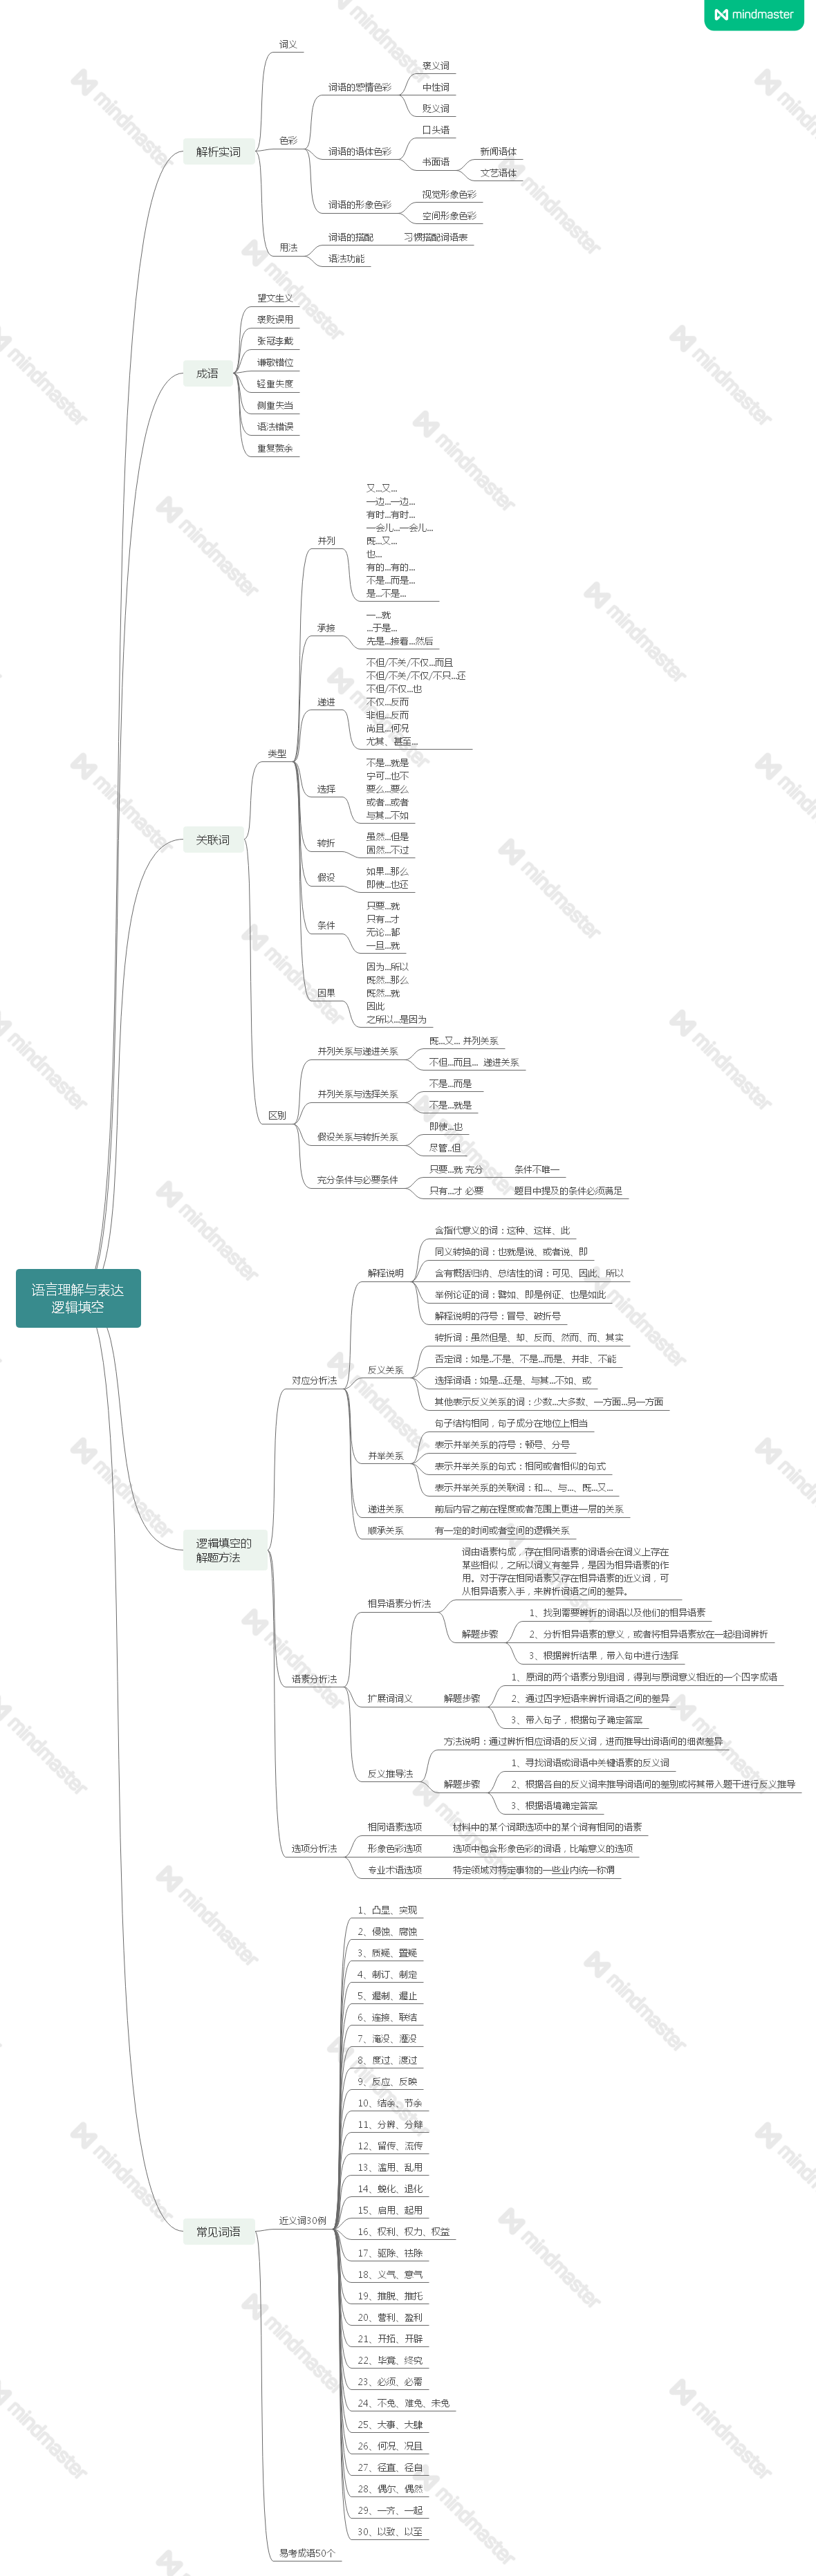 mindmaster
语言理解与表达
逻辑填空
解析实词
词义
色彩
词语的感情色彩
褒义词
中性词
贬义词
词语的语体色彩
口头语
书面语
新闻语体
文艺语体
词语的形象色彩
视觉形象色彩
空间形象色彩
用法
词语的搭配
习惯搭配词语表
语法功能
成语
望文生义
褒贬误用
张冠李戴
谦敬错位
轻重失度
侧重失当
语法错误
重复赘余
关联词
类型
并列
又...又...
一边...一边...
有时...有时...
一会儿...一会儿...
既...又...
也...
有的...有的...
不是...而是...
是...不是...
承接
一...就
...于是...
先是...接着...然后
递进
不但/不关/不仅...而且
不但/不关/不仅/不只...还
不但/不仅...也
不仅...反而
非但...反而
尚且...何况
尤其、甚至...
选择
不是...就是
宁可...也不
要么...要么
或者...或者
与其...不如
转折
虽然...但是
固然...不过
假设
如果...那么
即使...也还
条件
只要...就
只有...才
无论...都
一旦...就
因果
因为...所以
既然...那么
既然...就
因此
之所以...是因为
区别
并列关系与递进关系
既...又... 并列关系
不但...而且... 递进关系
并列关系与选择关系
不是...而是
不是...就是
假设关系与转折关系
即使...也
尽管..但
充分条件与必要条件
只要...就 充分
条件不唯一
只有...才 必要
题目中提及的条件必须满足
逻辑填空的
解题方法
对应分析法
解释说明
含指代意义的词：这种、这样、此
同义转换的词：也就是说、或者说、即
含有概括归纳、总结性的词：可见、因此、所以
举例论证的词：譬如、即是例证、也是如此
解释说明的符号：冒号、破折号
反义关系
转折词：虽然但是、却、反而、然而、而、其实
否定词：如是..不是、不是...而是、并非、不能
选择词语：如是...还是、与其...不如、或
其他表示反义关系的词：少数...大多数、一方面...另一方面
并举关系
句子结构相同，句子成分在地位上相当
表示并举关系的符号：顿号、分号
表示并举关系的句式：相同或者相似的句式
表示并举关系的关联词：和...、与...、既...又...
递进关系
前后内容之前在程度或者范围上更进一层的关系
顺承关系
有一定的时间或者空间的逻辑关系
语素分析法
相异语素分析法
词由语素构成，存在相同语素的词语会在词义上存在
某些相似，之所以词义有差异，是因为相异语素的作
用。对于存在相同语素又存在相异语素的近义词，可
从相异语素入手，来辨析词语之间的差异。
解题步骤
1、找到需要辨析的词语以及他们的相异语素
2、分析相异语素的意义，或者将相异语素放在一起组词辨析
3、根据辨析结果，带入句中进行选择
扩展词词义
解题步骤
1、原词的两个语素分别组词，得到与原词意义相近的一个四字成语
2、通过四字短语来辨析词语之间的差异
3、带入句子，根据句子确定答案
反义推导法
方法说明：通过辨析相应词语的反义词，进而推导出词语间的细微差异
解题步骤
1、寻找词语或词语中关键语素的反义词
2、根据各自的反义词来推导词语间的差别或将其带入题干进行反义推导
3、根据语境确定答案
选项分析法
相同语素选项
材料中的某个词跟选项中的某个词有相同的语素
形象色彩选项
选项中包含形象色彩的词语，比喻意义的选项
专业术语选项
特定领域对特定事物的一些业内统一称谓
常见词语
近义词30例
1、凸显、突现
2、侵蚀、腐蚀
3、质疑、置疑
4、制订、制定
5、遏制、遏止
6、连接、联结
7、淹没、湮没
8、度过、渡过
9、反应、反映
10、结余、节余
11、分辨、分辩
12、留传、流传
13、滥用、乱用
14、蜕化、退化
15、启用、起用
16、权利、权力、权益
17、驱除、祛除
18、义气、意气
19、推脱、推托
20、营利、盈利
21、开拓、开辟
22、毕竟、终究
23、必须、必需
24、不免、难免、未免
25、大事、大肆
26、何况、况且
27、径直、径自
28、偶尔、偶然
29、一齐、一起
30、以致、以至
易考成语50个